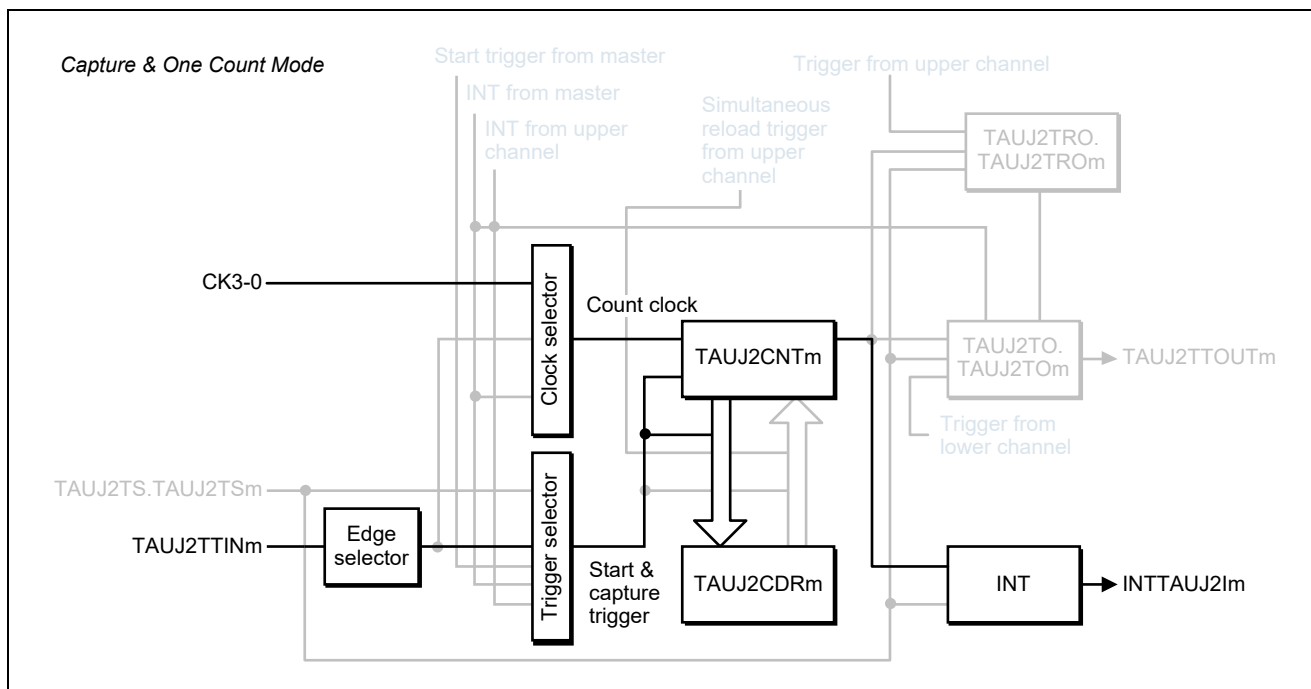 Capture & One Count Mode
Start trigger from master
INT from master
INT from upper
channel
Simultaneous
reload trigger
from upper
channel
Trigger from upper channel
TAUJ2TRO.
TAUJ2TROm
CK3-0
Clock selector
Count clock
TAUJ2CNTm
TAUJ2TO.
TAUJ2TOm
TAUJ2TTOUTm
Trigger from
lower channel
TAUJ2TS.TAUJ2TSm
TAUJ2TTINm
Edge
selector
Trigger selector
Start &
capture
trigger
TAUJ2CDRm
INT
INTTAUJ2Im